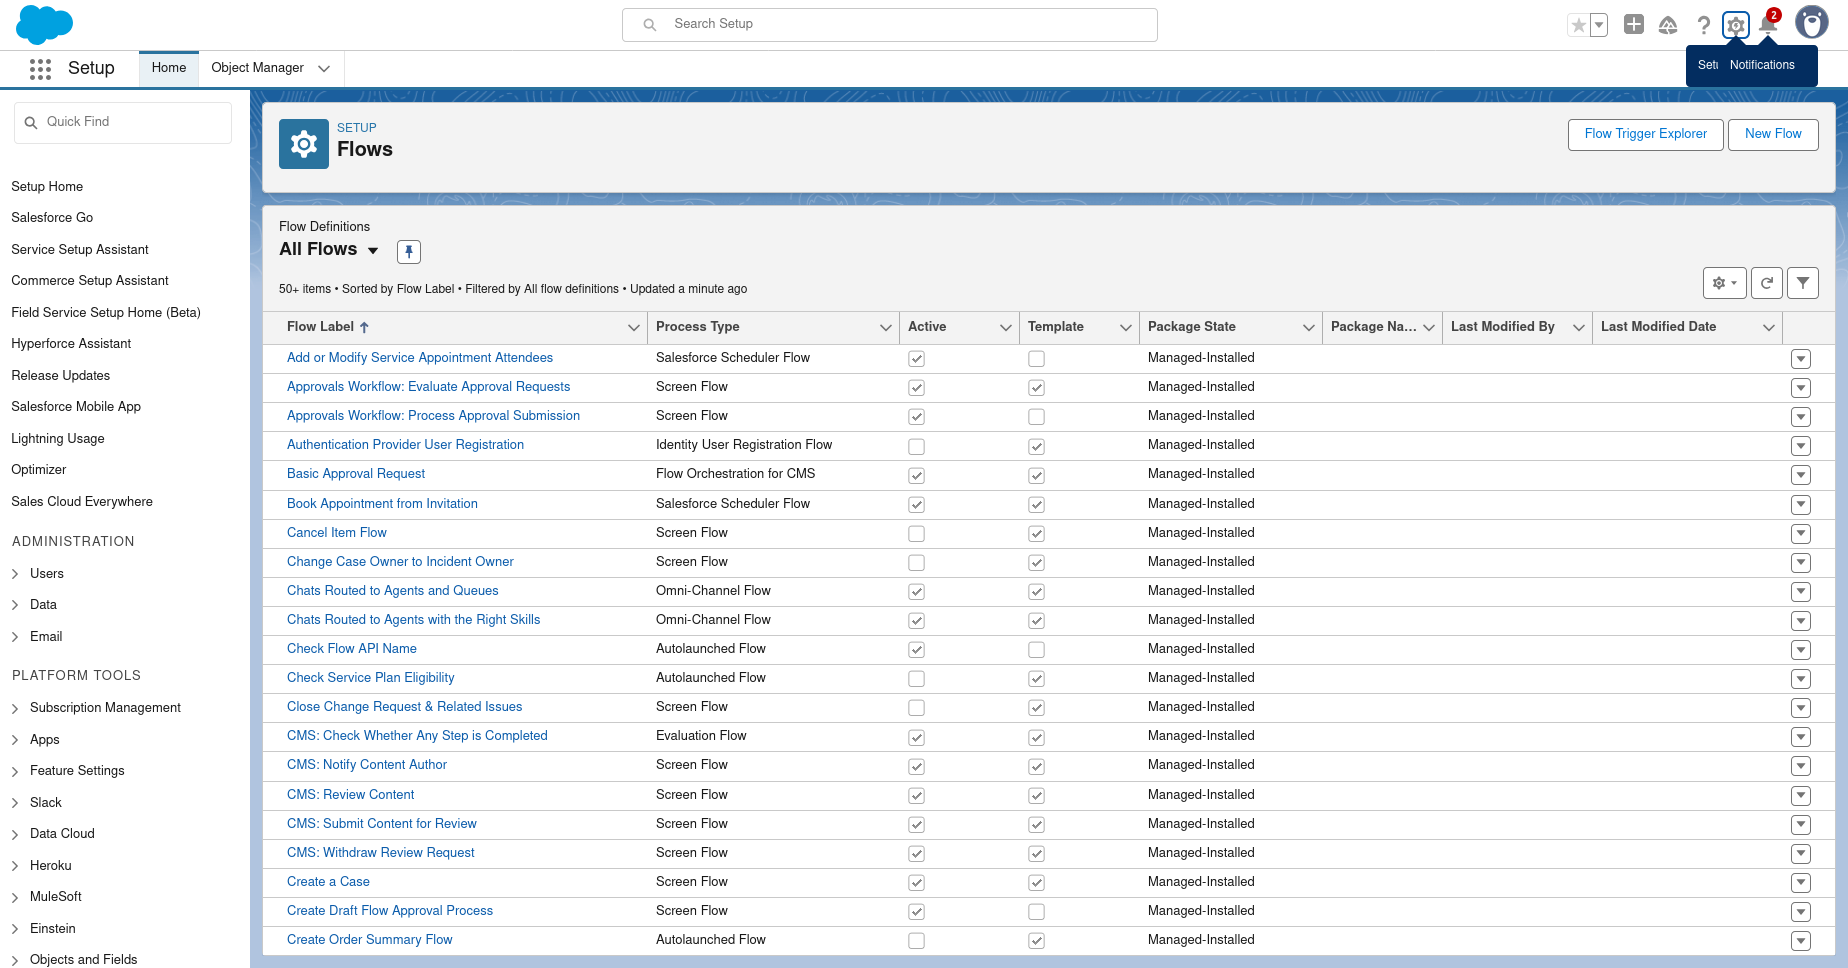 Search Setup
2
Setup
Home
Object Manager
Setu
Notifications
Quick Find
Setup Home
Salesforce Go
Service Setup Assistant
Commerce Setup Assistant
Field Service Setup Home (Beta)
Hyperforce Assistant
Release Updates
Salesforce Mobile App
Lightning Usage
Optimizer
Sales Cloud Everywhere
ADMINISTRATION
Users
Data
Email
PLATFORM TOOLS
Subscription Management
Apps
Feature Settings
Slack
Data Cloud
Heroku
MuleSoft
Einstein
Objects and Fields
SETUP
Flows
Flow Trigger Explorer
New Flow
Flow Definitions
All Flows
50+ items • Sorted by Flow Label • Filtered by All flow definitions • Updated a minute ago
Flow Label Process Type Active Template Package State Package Na... Last Modified By Last Modified Date
Add or Modify Service Appointment Attendees Salesforce Scheduler Flow Managed-Installed
Approvals Workflow: Evaluate Approval Requests Screen Flow Managed-Installed
Approvals Workflow: Process Approval Submission Screen Flow Managed-Installed
Authentication Provider User Registration Identity User Registration Flow Managed-Installed
Basic Approval Request Flow Orchestration for CMS Managed-Installed
Book Appointment from Invitation Salesforce Scheduler Flow Managed-Installed
Cancel Item Flow Screen Flow Managed-Installed
Change Case Owner to Incident Owner Screen Flow Managed-Installed
Chats Routed to Agents and Queues Omni-Channel Flow Managed-Installed
Chats Routed to Agents with the Right Skills Omni-Channel Flow Managed-Installed
Check Flow API Name Autolaunched Flow Managed-Installed
Check Service Plan Eligibility Autolaunched Flow Managed-Installed
Close Change Request & Related Issues Screen Flow Managed-Installed
CMS: Check Whether Any Step is Completed Evaluation Flow Managed-Installed
CMS: Notify Content Author Screen Flow Managed-Installed
CMS: Review Content Screen Flow Managed-Installed
CMS: Submit Content for Review Screen Flow Managed-Installed
CMS: Withdraw Review Request Screen Flow Managed-Installed
Create a Case Screen Flow Managed-Installed
Create Draft Flow Approval Process Screen Flow Managed-Installed
Create Order Summary Flow Autolaunched Flow Managed-Installed